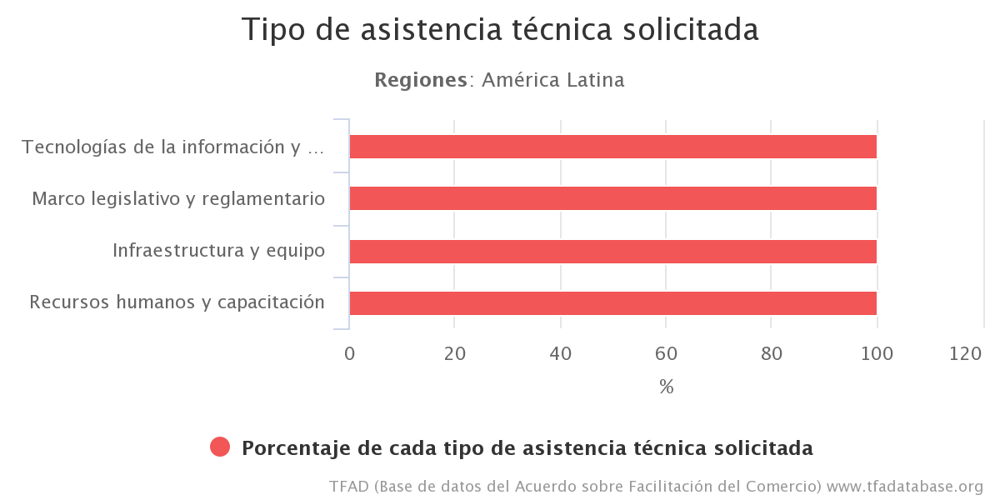 Tipo de asistencia técnica solicitada
Regiones: América Latina
Tecnologías de la información y ...
Marco legislativo y reglamentario
Infraestructura y equipo
Recursos humanos y capacitación
0 20 40 60 80 100 120
%
Porcentaje de cada tipo de asistencia técnica solicitada
TFAD (Base de datos del Acuerdo sobre Facilitación del Comercio) www.tfadatabase.org